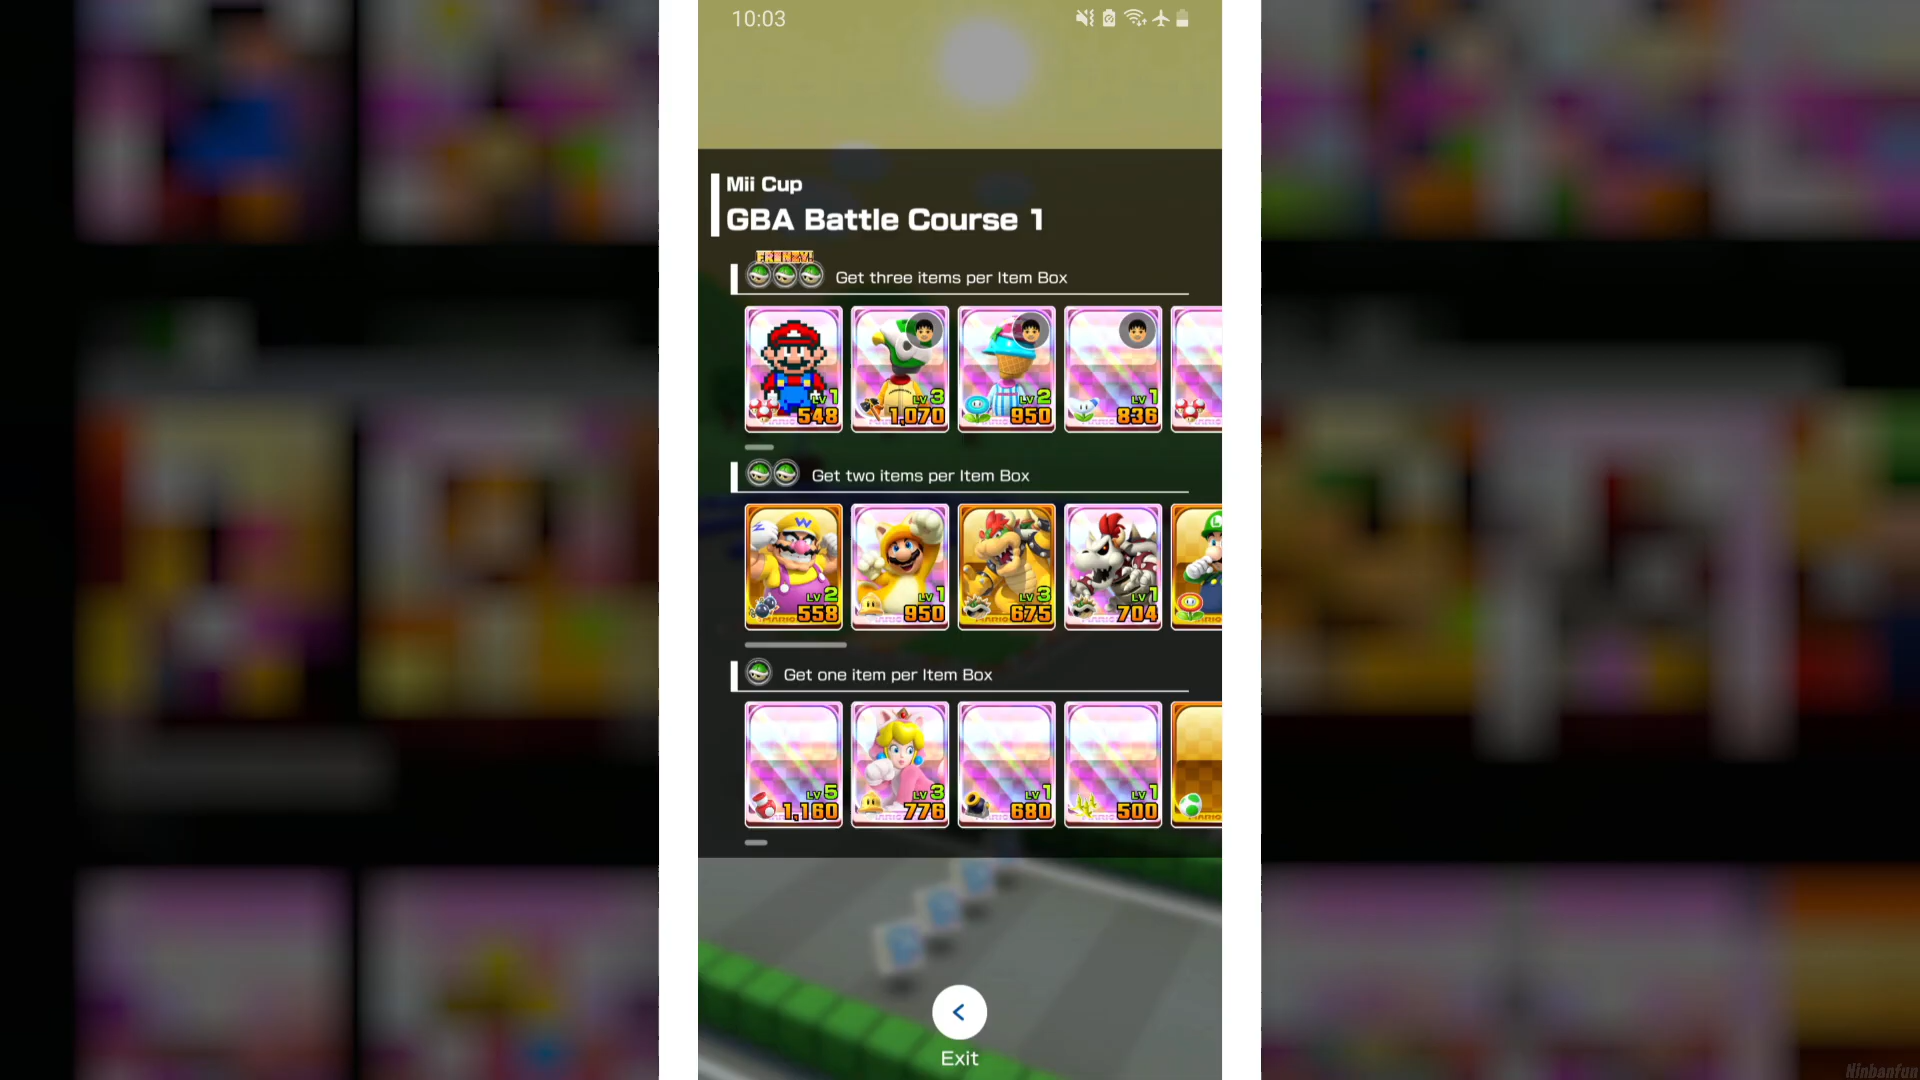 10:03
Mii Cup
GBA Battle Course 1
FRENZY!
Get three items per Item Box
LV 1
548
LV 3
1,070
LV 2
950
LV 1
836
Get two items per Item Box
LV 2
558
LV 1
950
LV 3
675
LV 1
704
Get one item per Item Box
LV 5
1,160
LV 3
776
LV 1
680
LV 1
500
Exit
Ninbanfan